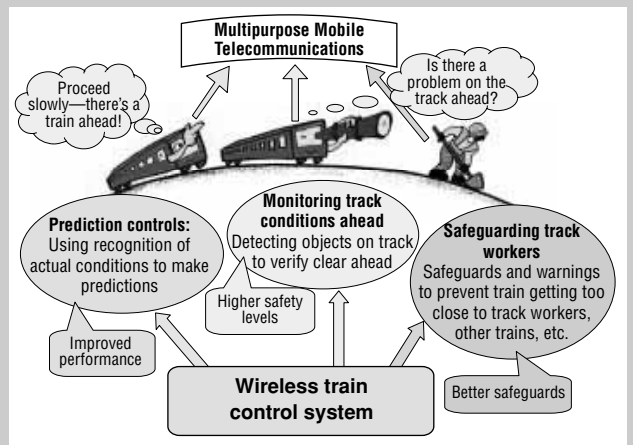 Multipurpose Mobile
Telecommunications
Proceed
slowly—there's a
train ahead!
Is there a
problem on the
track ahead?
Prediction controls:
Using recognition of
actual conditions to make
predictions
Monitoring track
conditions ahead
Detecting objects on track
to verify clear ahead
Safeguarding track
workers
Safeguards and warnings
to prevent train getting too
close to track workers,
other trains, etc.
Improved
performance
Higher safety
levels
Better safeguards
Wireless train
control system